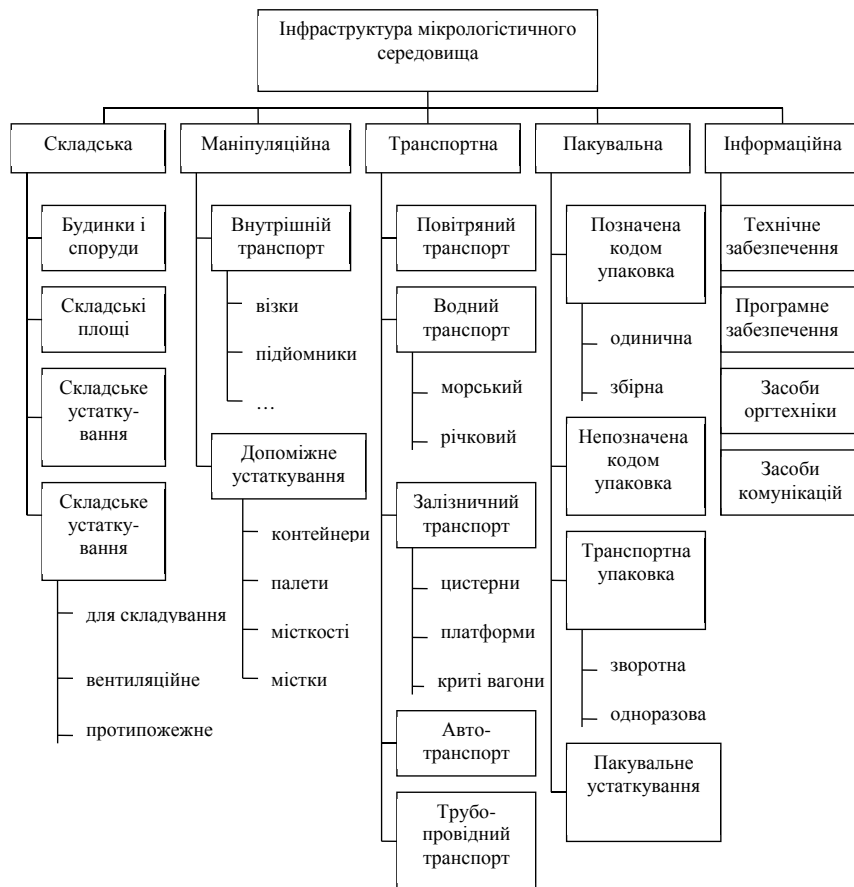 Інфраструктура мікрологістичного
середовища
Складська
Маніпуляційна
Транспортна
Пакувальна
Інформаційна
Будинки і
споруди
Складські
площі
Складське
устатку-
вання
Складське
устатку-
вання
для складування
вентиляційне
протипожежне
Внутрішній
транспорт
візки
підйомники
…
Допоміжне
устаткування
контейнери
палети
місткості
містки
Повітряний
транспорт
Водний
транспорт
морський
річковий
Залізничний
транспорт
цистерни
платформи
криті вагони
Авто-
транспорт
Трубо-
провідний
транспорт
Позначена
кодом
упаковка
одинична
збірна
Непозначена
кодом
упаковка
Транспортна
упаковка
зворотна
одноразова
Пакувальне
устаткування
Технічне
забезпечення
Програмне
забезпечення
Засоби
оргтехніки
Засоби
комунікацій